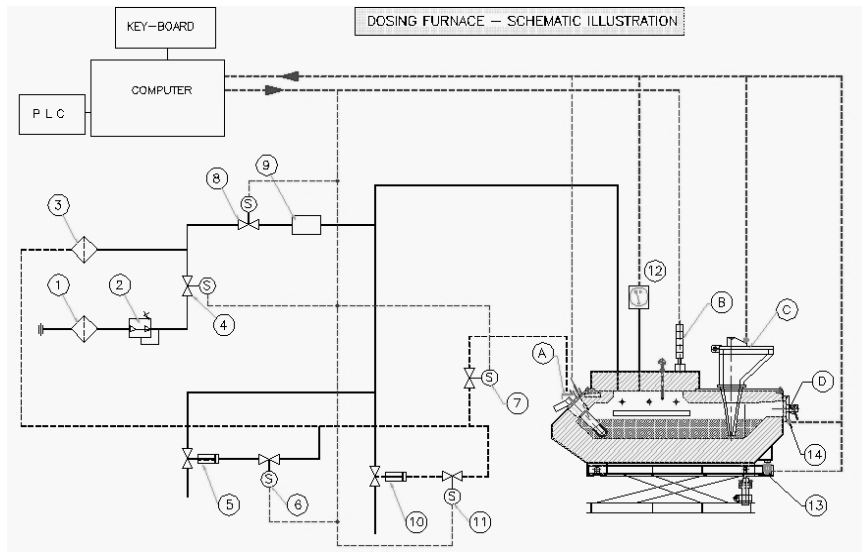 DOSING FURNACE – SCHEMATIC ILLUSTRATION
KEY-BOARD
COMPUTER
PLC
9
8
S
3
12
1
2
S
4
B
C
A
S
7
D
14
5
S
6
10
S
11
13